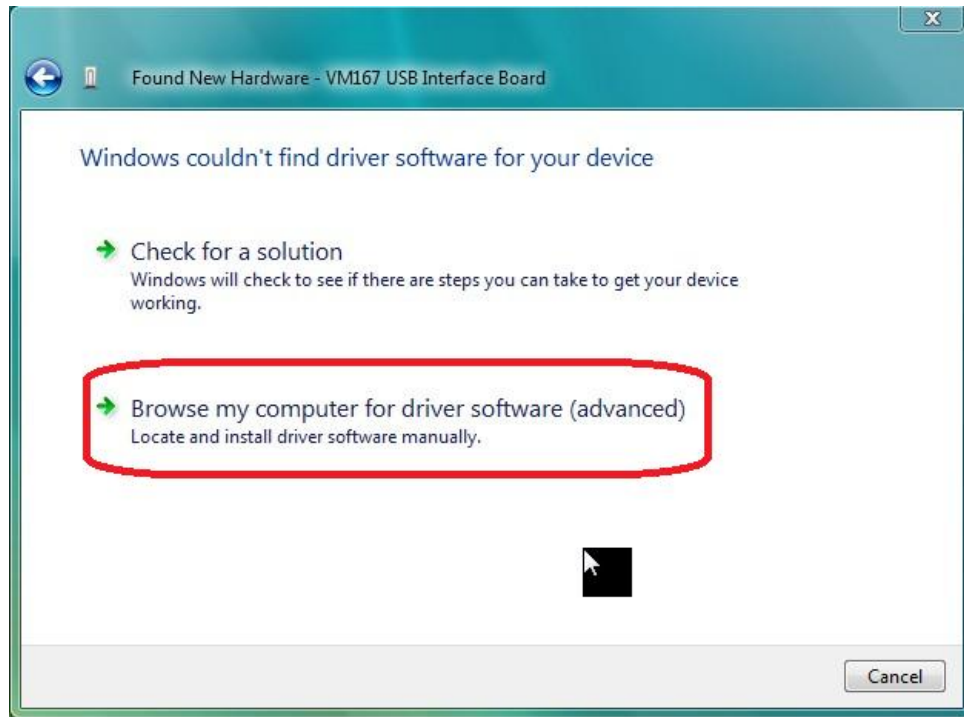 Found New Hardware - VM167 USB Interface Board
Windows couldn't find driver software for your device
Check for a solution
Windows will check to see if there are steps you can take to get your device
working.
Browse my computer for driver software (advanced)
Locate and install driver software manually.
Cancel